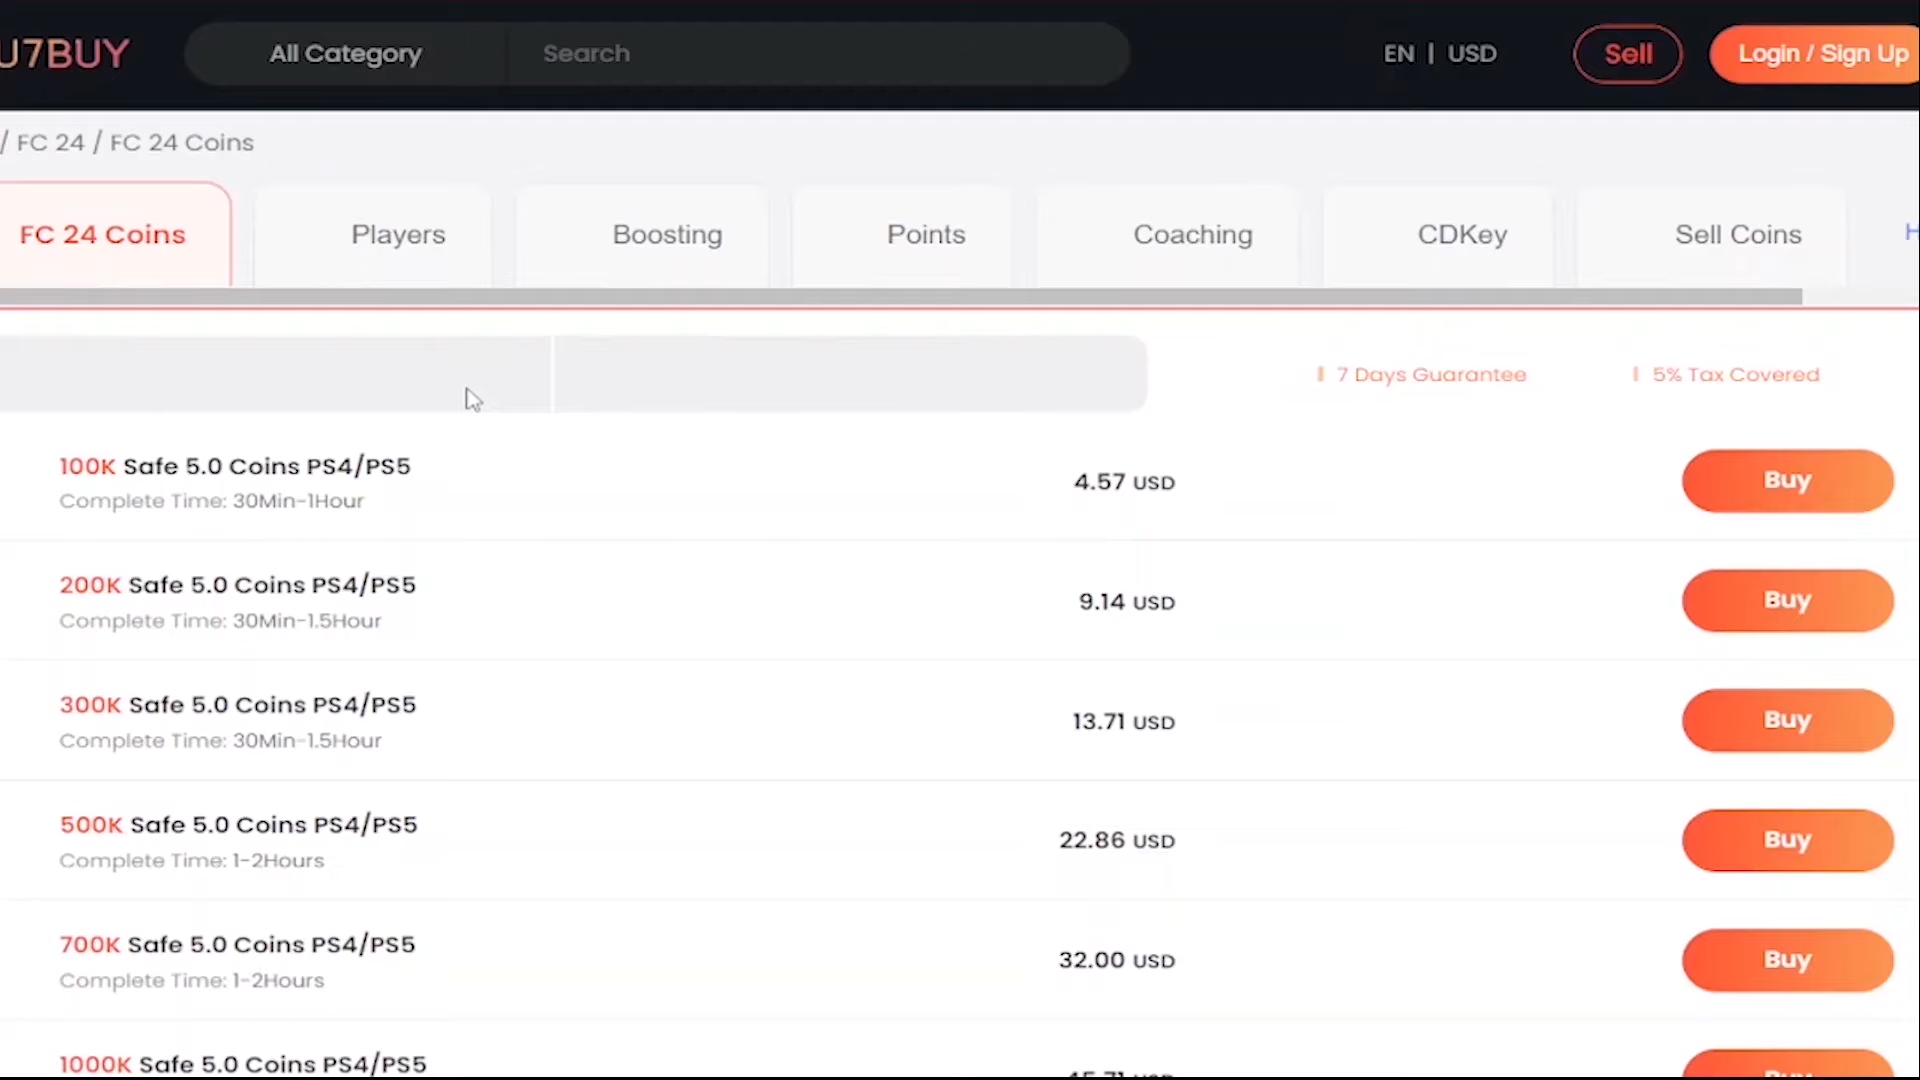 U7BUY All Category Search EN | USD Sell Login / Sign Up
/ FC 24 / FC 24 Coins
FC 24 Coins Players Boosting Points Coaching CDKey Sell Coins
7 Days Guarantee 5% Tax Covered
100K Safe 5.0 Coins PS4/PS5
Complete Time: 30Min-1Hour
4.57 USD
Buy
200K Safe 5.0 Coins PS4/PS5
Complete Time: 30Min-1.5Hour
9.14 USD
Buy
300K Safe 5.0 Coins PS4/PS5
Complete Time: 30Min-1.5Hour
13.71 USD
Buy
500K Safe 5.0 Coins PS4/PS5
Complete Time: 1-2Hours
22.86 USD
Buy
700K Safe 5.0 Coins PS4/PS5
Complete Time: 1-2Hours
32.00 USD
Buy
1000K Safe 5.0 Coins PS4/PS5